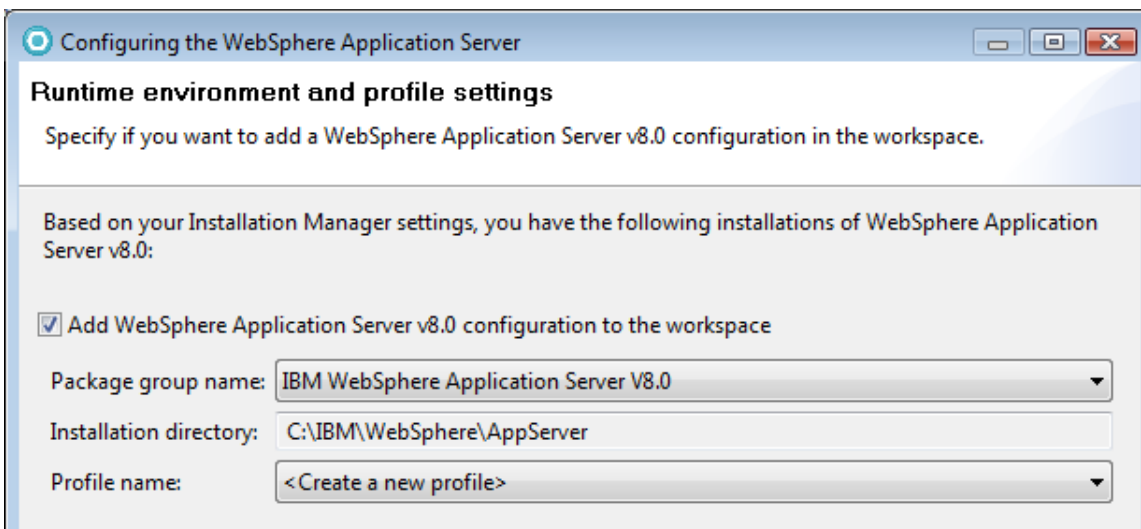 Configuring the WebSphere Application Server
Runtime environment and profile settings
Specify if you want to add a WebSphere Application Server v8.0 configuration in the workspace.
Based on your Installation Manager settings, you have the following installations of WebSphere Application
Server v8.0:
Add WebSphere Application Server v8.0 configuration to the workspace
Package group name: IBM WebSphere Application Server V8.0
Installation directory: C:\IBM\WebSphere\AppServer
Profile name: <Create a new profile>